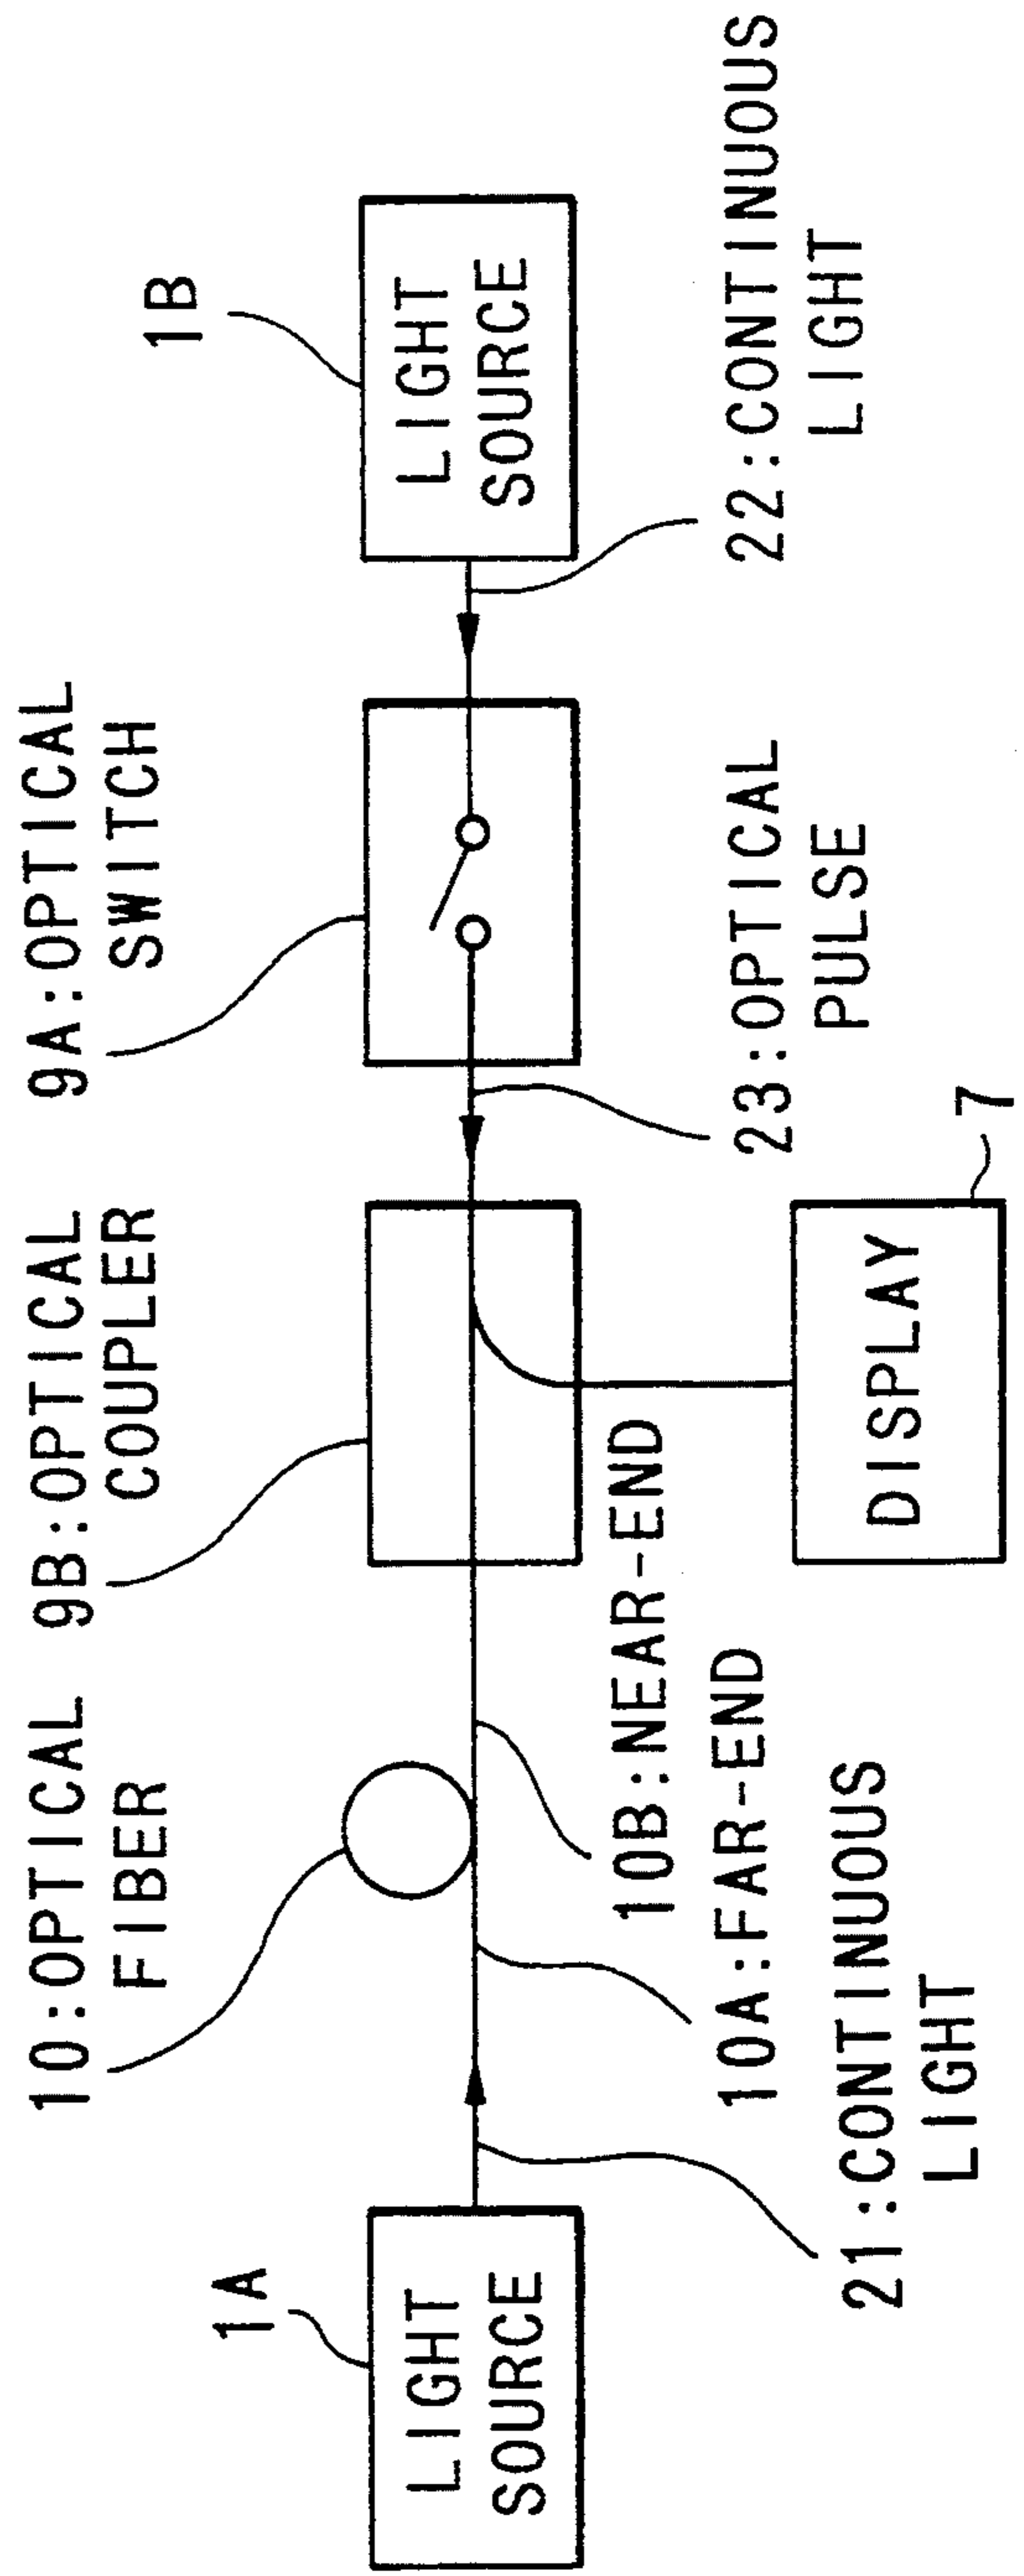 10:OPTICAL
FIBER
9B:OPTICAL
COUPLER
9A:OPTICAL
SWITCH
1A
1B
LIGHT
SOURCE
LIGHT
SOURCE
10B:NEAR-END
10A:FAR-END
21:CONTINUOUS
LIGHT
23:OPTICAL
PULSE
22:CONTINUOUS
LIGHT
7
DISPLAY